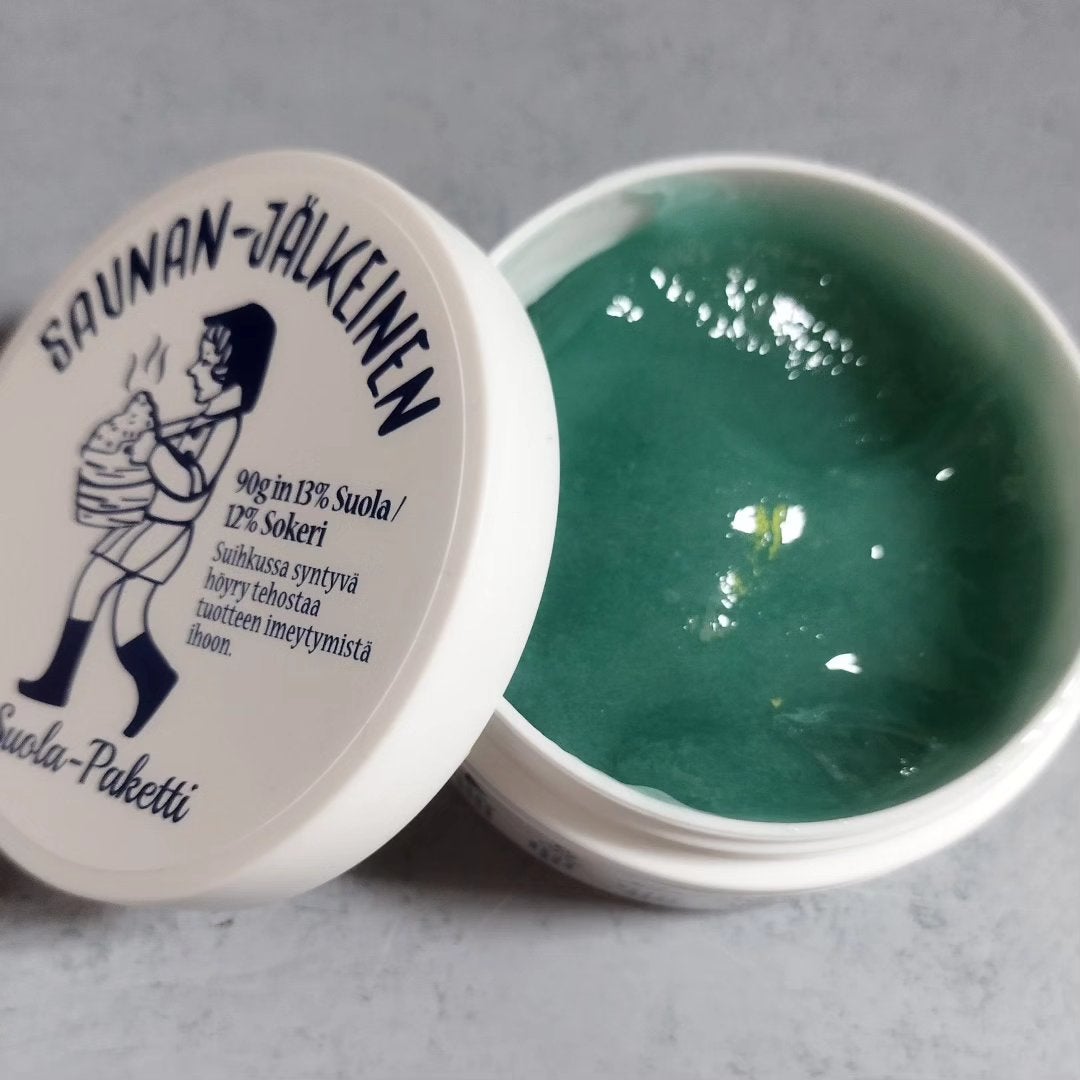 SAUNAN-JÄLKEINEN
90g in 13% Suola /
12% Sokeri
Suihkussa syntyvä
höyry tehostaa
tuotteen imeytymistä
ihoon.
Suola-Paketti